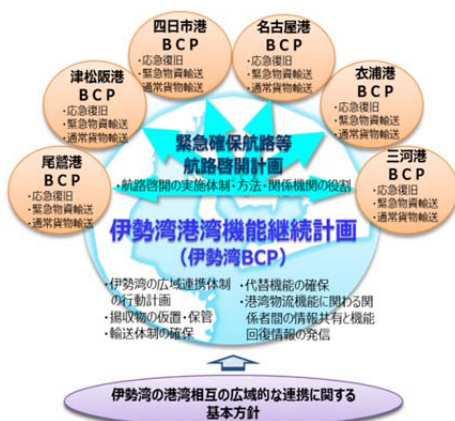 四日市港
BCP
・応急復旧
・緊急物資輸送
・通常貨物輸送
名古屋港
BCP
・応急復旧
・緊急物資輸送
・通常貨物輸送
津松阪港
BCP
・応急復旧
・緊急物資輸送
・通常貨物輸送
衣浦港
BCP
・応急復旧
・緊急物資輸送
・通常貨物輸送
尾鷲港
BCP
・応急復旧
・緊急物資輸送
・通常貨物輸送
三河港
BCP
・応急復旧
・緊急物資輸送
・通常貨物輸送
緊急確保航路等
航路啓開計画
・航路啓開の実施体制・方法・関係機関の役割
伊勢湾港湾機能継続計画
（伊勢湾BCP）
・伊勢湾の広域連携体制
の行動計画
・揚収物の仮置・保管
・輸送体制の確保
・代替機能の確保
・港湾物流機能に関わる関
係者間の情報共有と機能
回復情報の発信
伊勢湾の港湾相互の広域的な連携に関する
基本方針